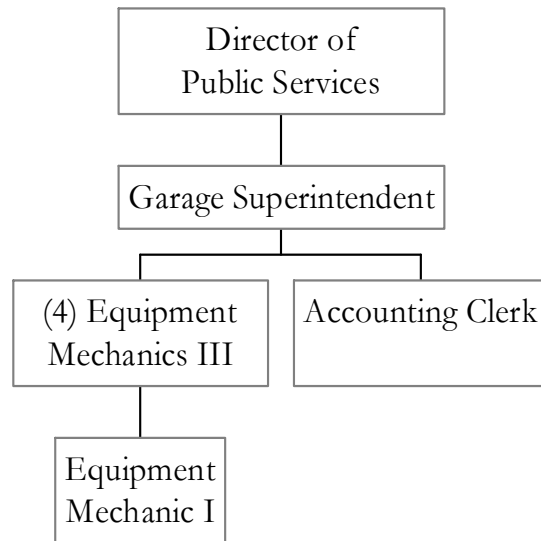 Director of
Public Services
Garage Superintendent
(4) Equipment
Mechanics III
Accounting Clerk
Equipment
Mechanic I